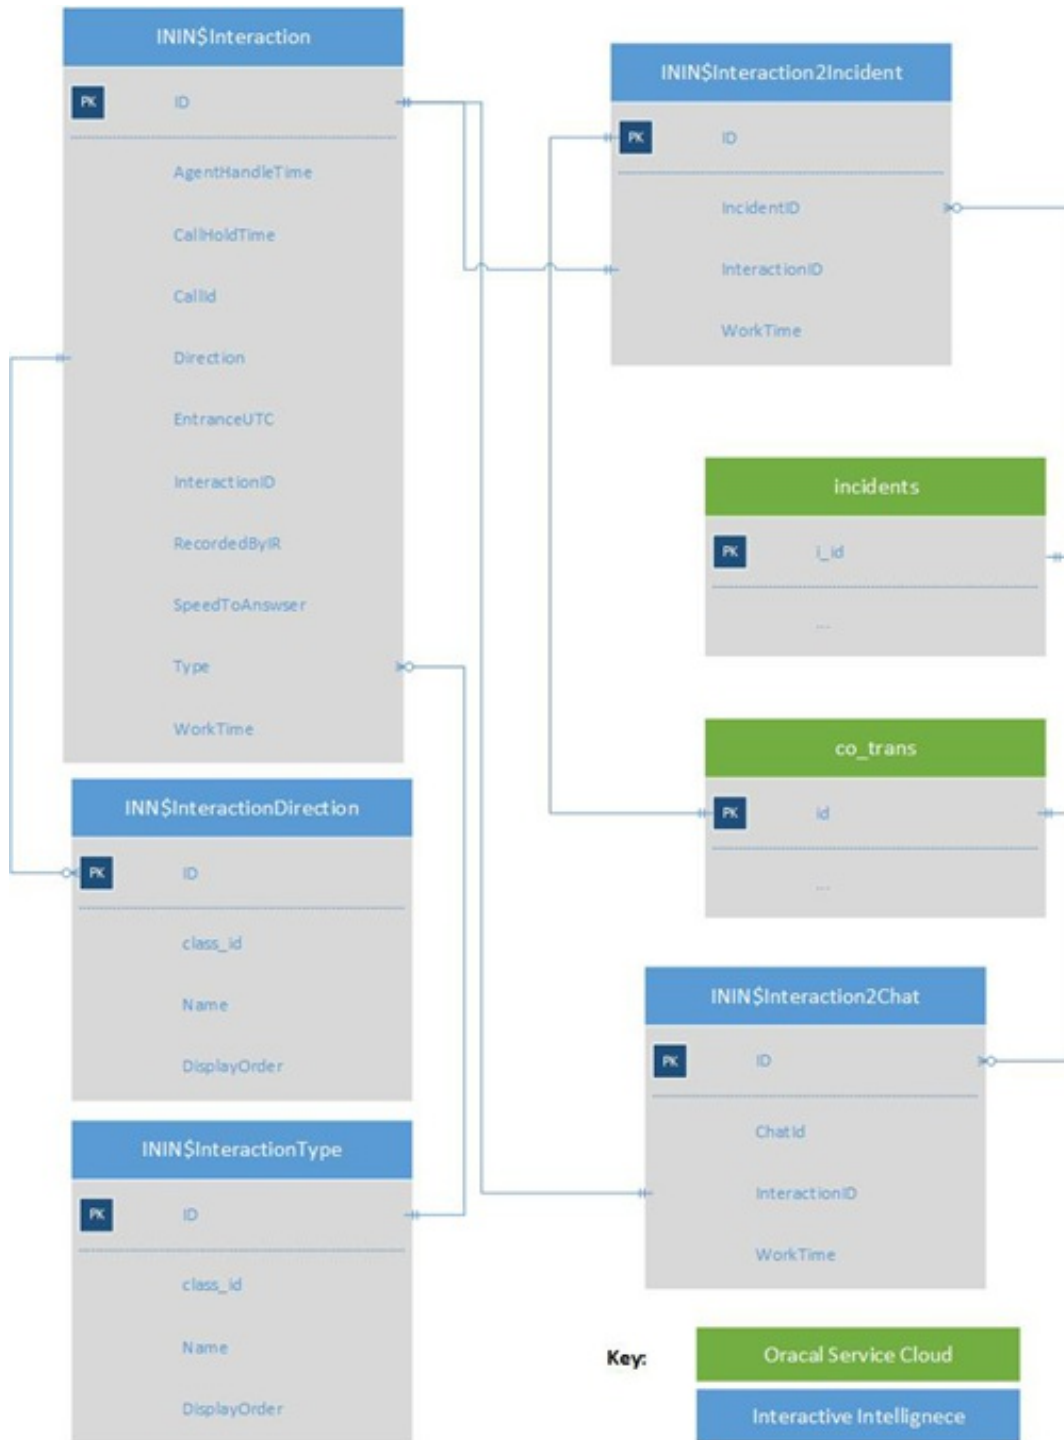 ININ$Interaction
PK ID
AgentHandleTime
CallHoldTime
CallId
Direction
EntranceUTC
InteractionID
RecordedByIR
SpeedToAnswser
Type
WorkTime
INN$InteractionDirection
PK ID
class_id
Name
DisplayOrder
ININ$InteractionType
PK ID
class_id
Name
DisplayOrder
ININ$Interaction2Incident
PK ID
IncidentID
InteractionID
WorkTime
incidents
PK i_id
...
co_trans
PK id
...
ININ$Interaction2Chat
PK ID
ChatId
InteractionID
WorkTime
Key:
Oracal Service Cloud
Interactive Intellignece